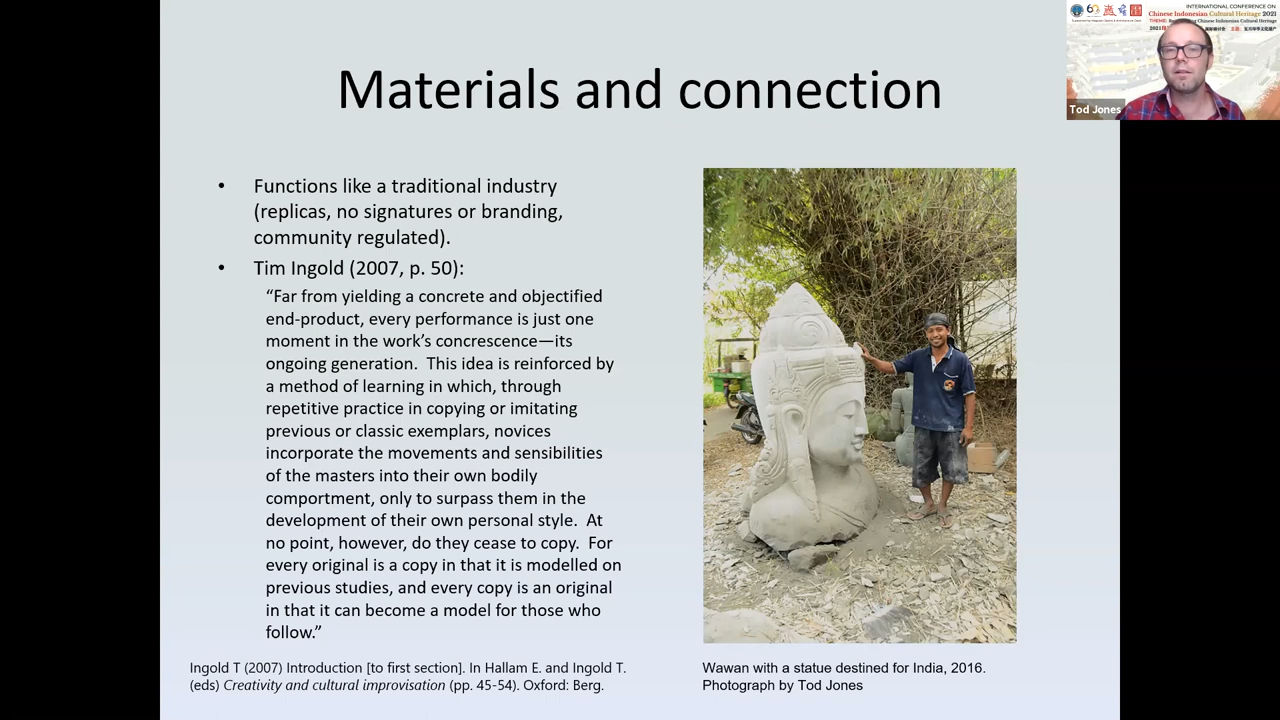 Materials and connection
INTERNATIONAL CONFERENCE ON
Chinese Indonesian Cultural Heritage 2021
Tod Jones
• Functions like a traditional industry
(replicas, no signatures or branding,
community regulated).
• Tim Ingold (2007, p. 50):
“Far from yielding a concrete and objectified
end-product, every performance is just one
moment in the work’s concrescence—its
ongoing generation.  This idea is reinforced by
a method of learning in which, through
repetitive practice in copying or imitating
previous or classic exemplars, novices
incorporate the movements and sensibilities
of the masters into their own bodily
comportment, only to surpass them in the
development of their own personal style.  At
no point, however, do they cease to copy.  For
every original is a copy in that it is modelled on
previous studies, and every copy is an original
in that it can become a model for those who
follow.”
Ingold T (2007) Introduction [to first section]. In Hallam E. and Ingold T.
(eds) Creativity and cultural improvisation (pp. 45-54). Oxford: Berg.
Wawan with a statue destined for India, 2016.
Photograph by Tod Jones